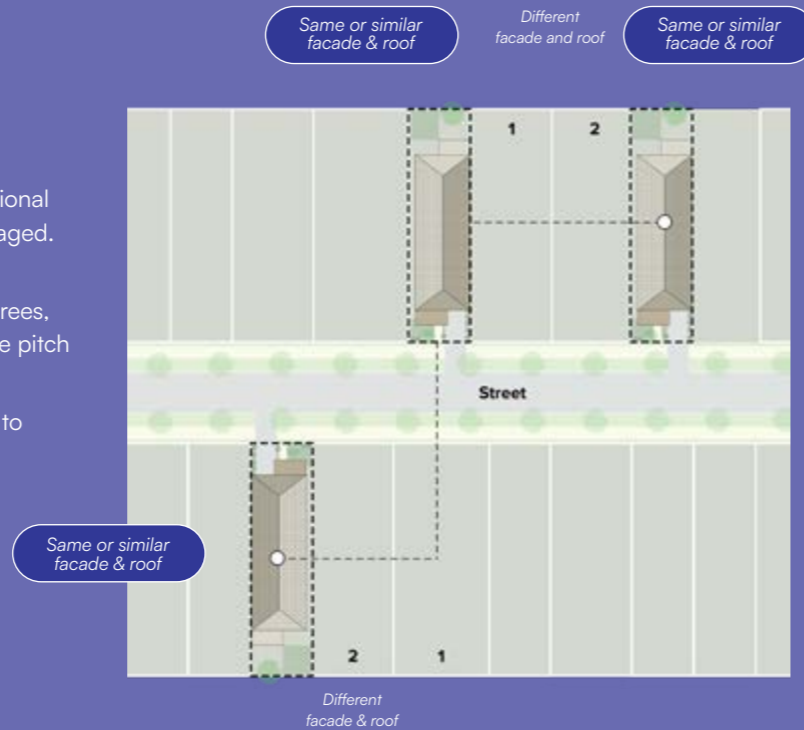 Same or similar
facade & roof
Different
facade and roof
Same or similar
facade & roof
1
2
ional
aged.
rees,
e pitch
to
Street
Same or similar
facade & roof
2
1
Different
facade & roof